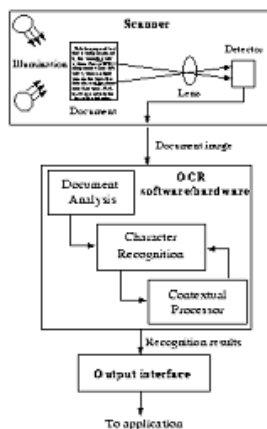 Scanner
Detector
Illumination
Lens
Document
Document image
OCR
software/hardware
Document
Analysis
Character
Recognition
Contextual
Processor
Recognition results
Output interface
To application